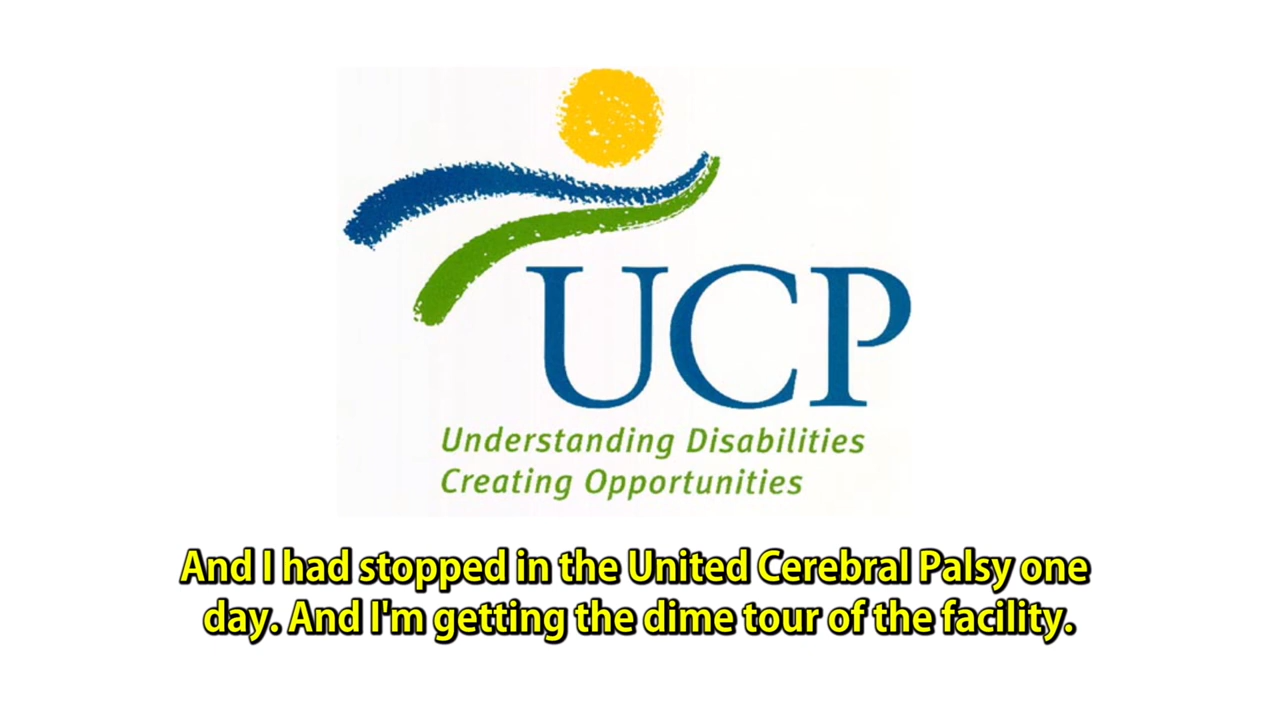 UCP
Understanding Disabilities
Creating Opportunities
And I had stopped in the United Cerebral Palsy one
day. And I'm getting the dime tour of the facility.